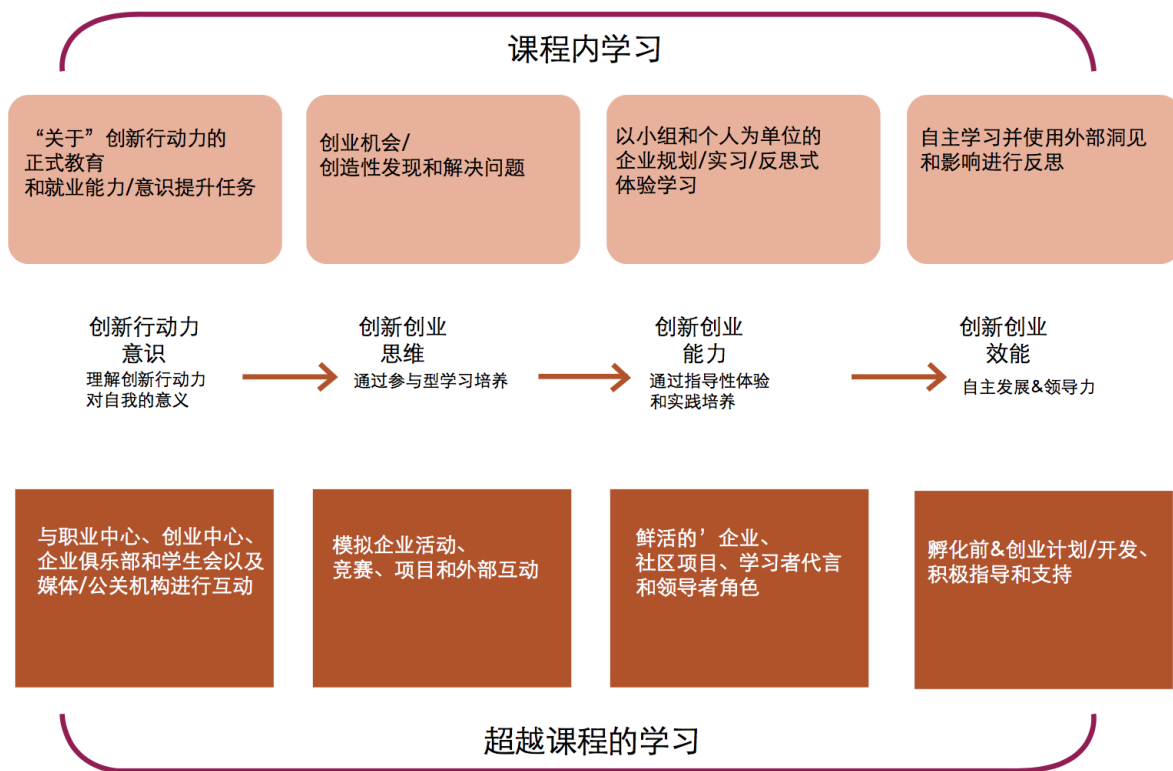 课程内学习
“关于”创新行动力的
正式教育
和就业能力/意识提升任务
创业机会/
创造性发现和解决问题
以小组和个人为单位的
企业规划/实习/反思式
体验学习
自主学习并使用外部洞见
和影响进行反思
创新行动力
意识
理解创新行动力
对自我的意义
创新创业
思维
通过参与型学习培养
创新创业
能力
通过指导性体验
和实践培养
创新创业
效能
自主发展&领导力
与职业中心、创业中心、
企业俱乐部和学生会以及
媒体/公关机构进行互动
模拟企业活动、
竞赛、项目和外部互动
鲜活的’企业、
社区项目、学习者代言
和领导者角色
孵化前&创业计划/开发、
积极指导和支持
超越课程的学习